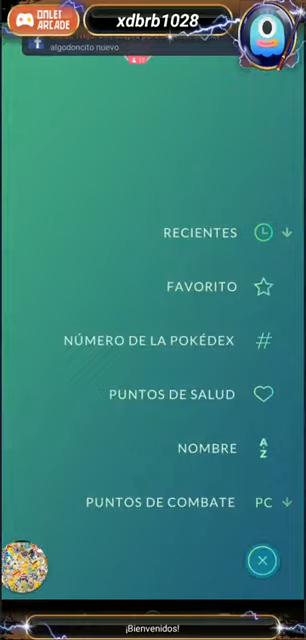 OMLET
ARCADE
xdbrb1028
algodoncito nuevo
RECIENTES
FAVORITO
NÚMERO DE LA POKÉDEX #
PUNTOS DE SALUD
NOMBRE A Z
PUNTOS DE COMBATE PC
¡Bienvenidos!